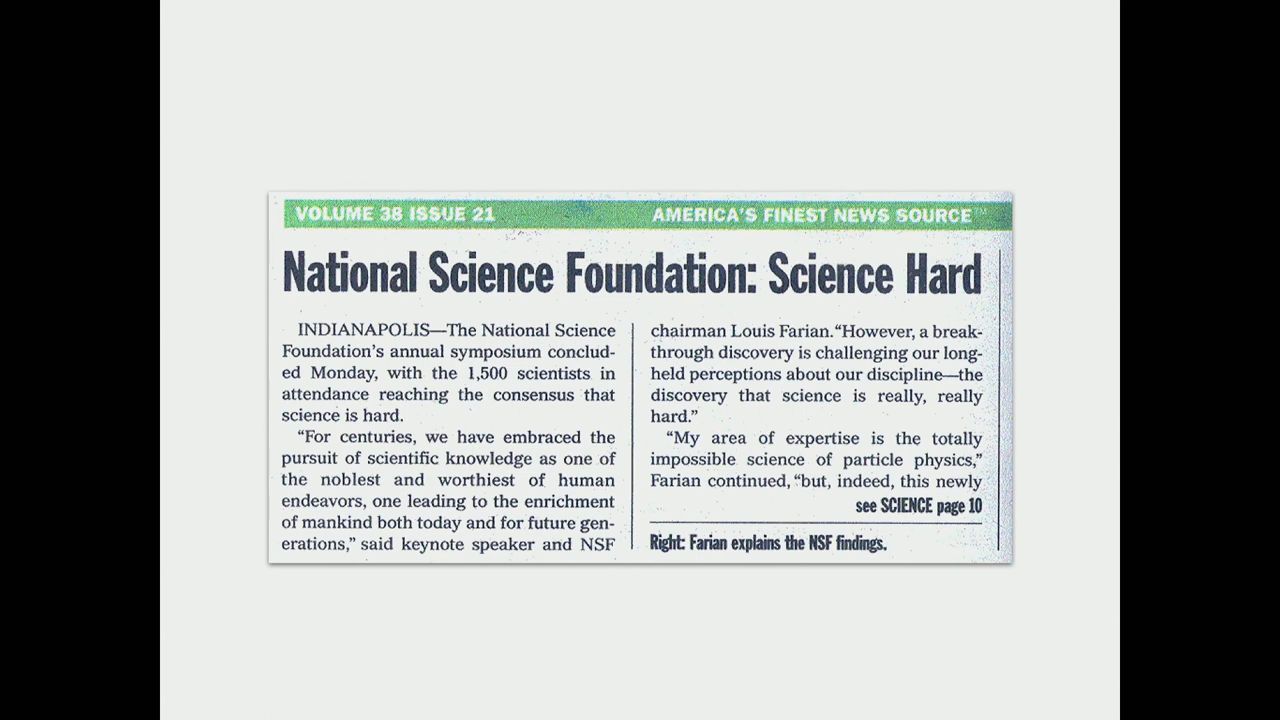 VOLUME 38 ISSUE 21
AMERICA'S FINEST NEWS SOURCE™
National Science Foundation: Science Hard
INDIANAPOLIS—The National Science
Foundation's annual symposium conclud-
ed Monday, with the 1,500 scientists in
attendance reaching the consensus that
science is hard.
"For centuries, we have embraced the
pursuit of scientific knowledge as one of
the noblest and worthiest of human
endeavors, one leading to the enrichment
of mankind both today and for future gen-
erations," said keynote speaker and NSF
chairman Louis Farian. "However, a break-
through discovery is challenging our long-
held perceptions about our discipline—the
discovery that science is really, really
hard."
"My area of expertise is the totally
impossible science of particle physics,"
Farian continued, "but, indeed, this newly
see SCIENCE page 10
Right: Farian explains the NSF findings.